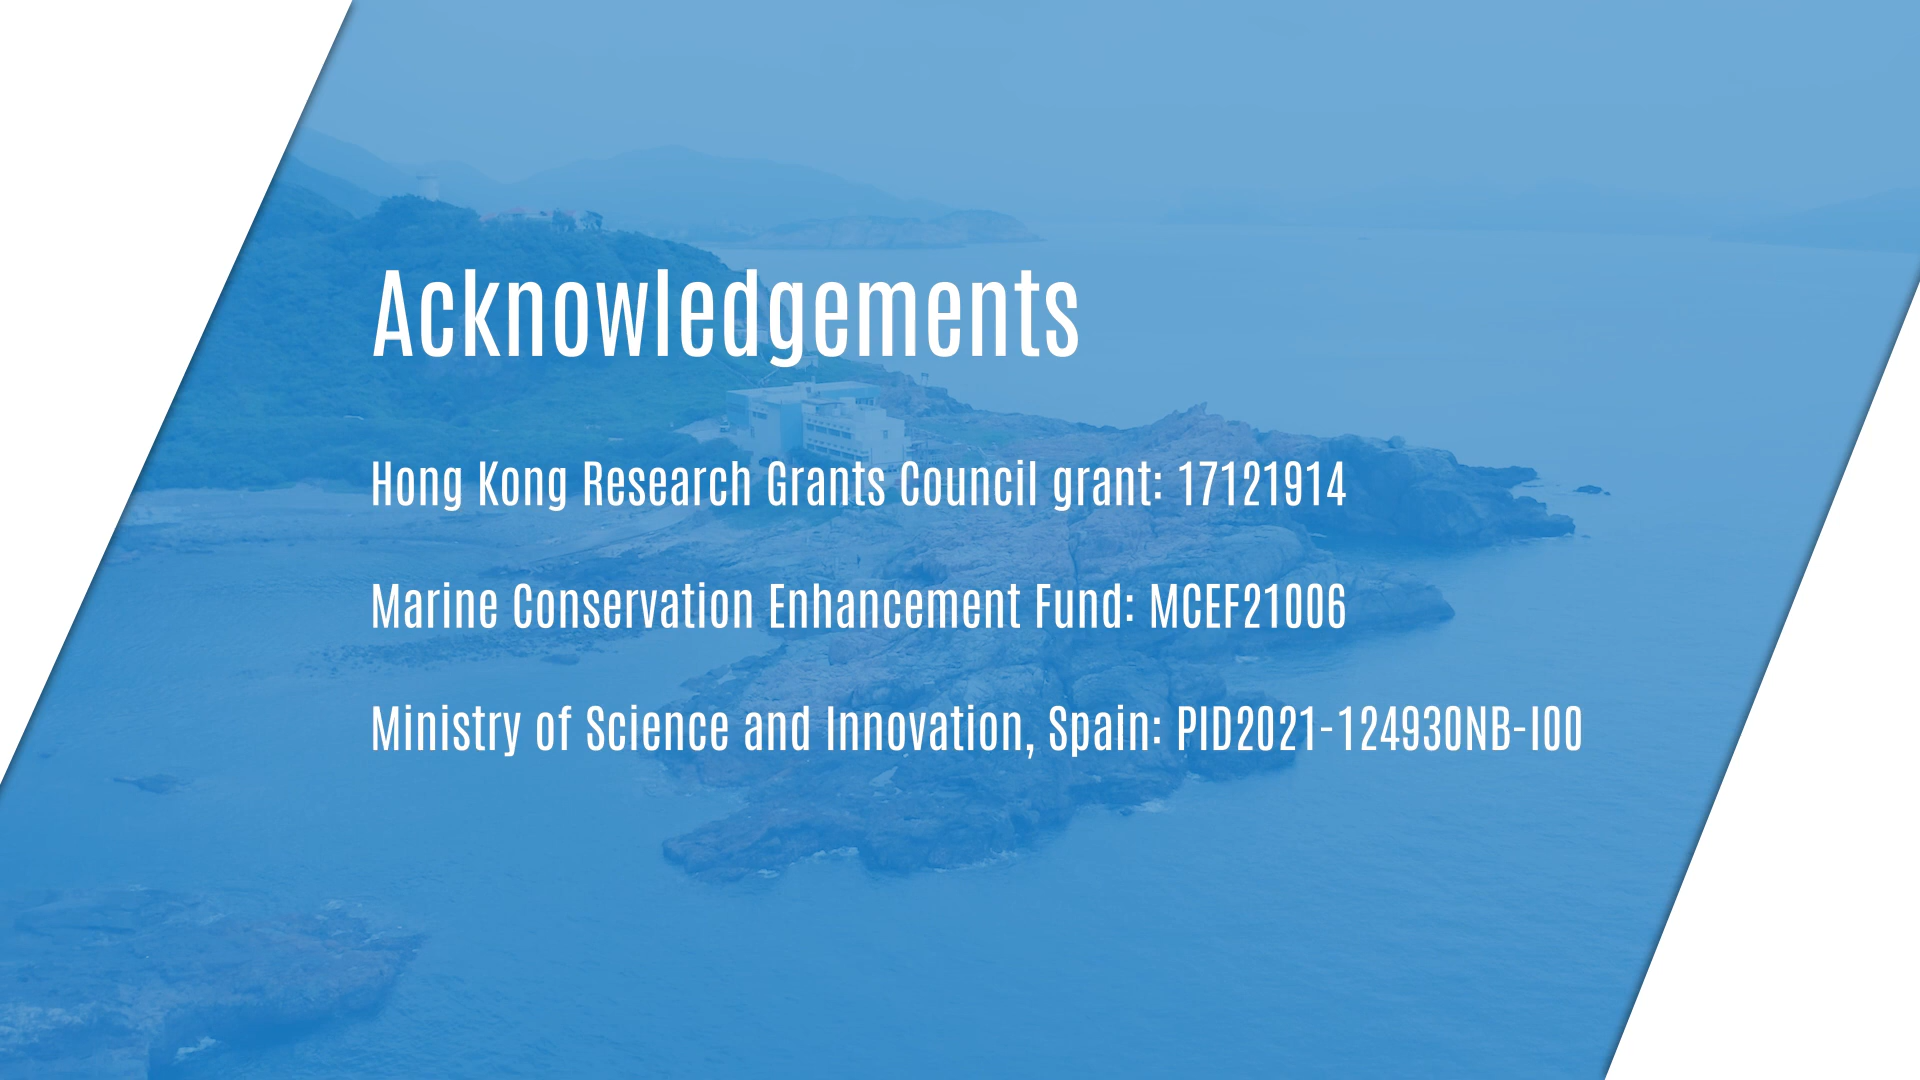 Acknowledgements
Hong Kong Research Grants Council grant: 17121914
Marine Conservation Enhancement Fund: MCEF21006
Ministry of Science and Innovation, Spain: PID2021-124930NB-I00